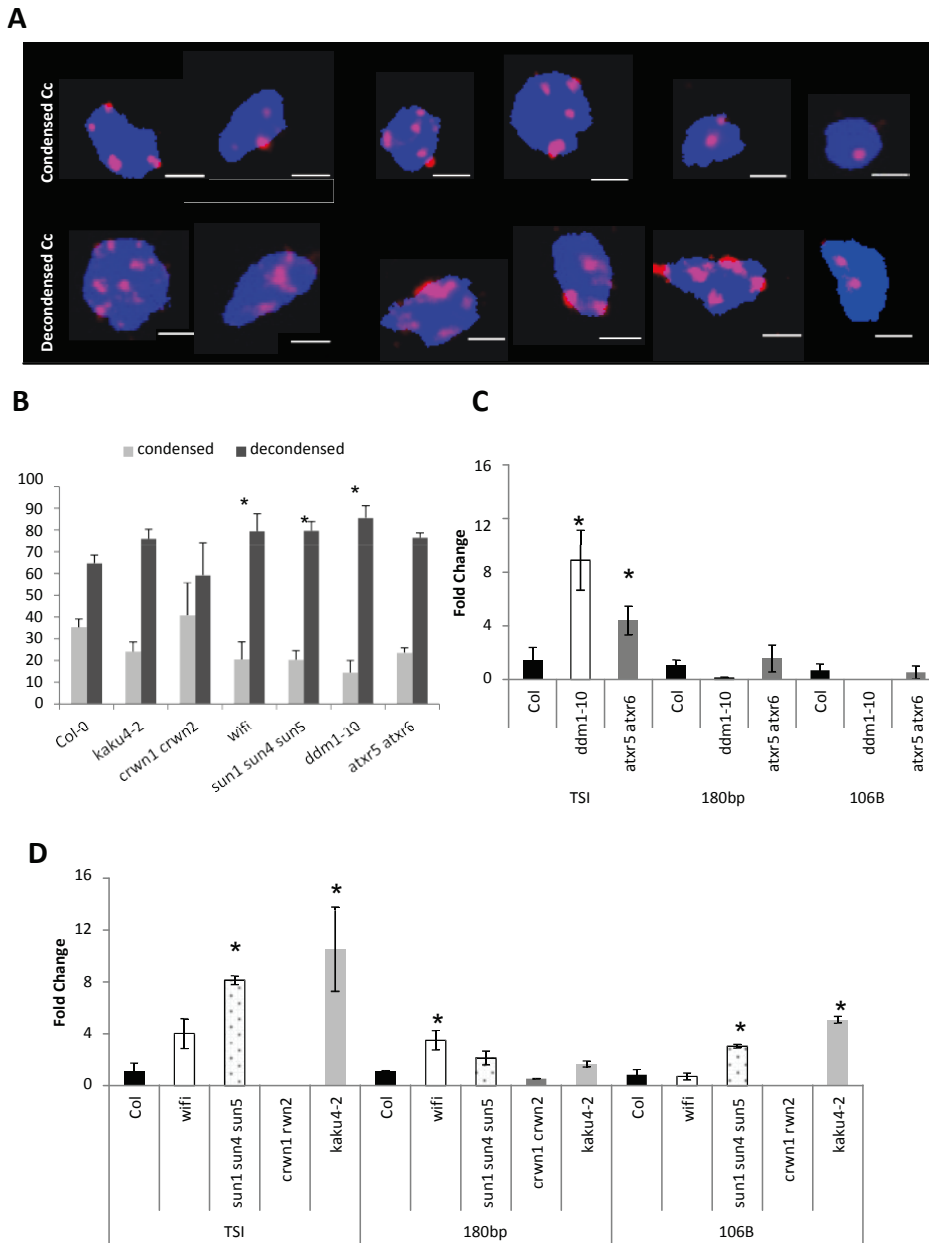 A
Condensed Cc
Decondensed Cc
B
condensed decondensed
100
90
80
70
60
50
40
30
20
10
0
* * *
Col-0
kaku4-2
crwn1 crwn2
wifi
sun1 sun4 sun5
ddm1-10
atxr5 atxr6
C
Fold Change
16
12
8
4
0
* *
Col
ddm1-10
atxr5 atxr6
Col
ddm1-10
atxr5 atxr6
Col
ddm1-10
atxr5 atxr6
TSI 180bp 106B
D
Fold Change
16
12
8
4
0
* * * * *
Col
wifi
sun1 sun4 sun5
crwn1 rwn2
kaku4-2
Col
wifi
sun1 sun4 sun5
crwn1 crwn2
kaku4-2
Col
wifi
sun1 sun4 sun5
crwn1 rwn2
kaku4-2
TSI 180bp 106B